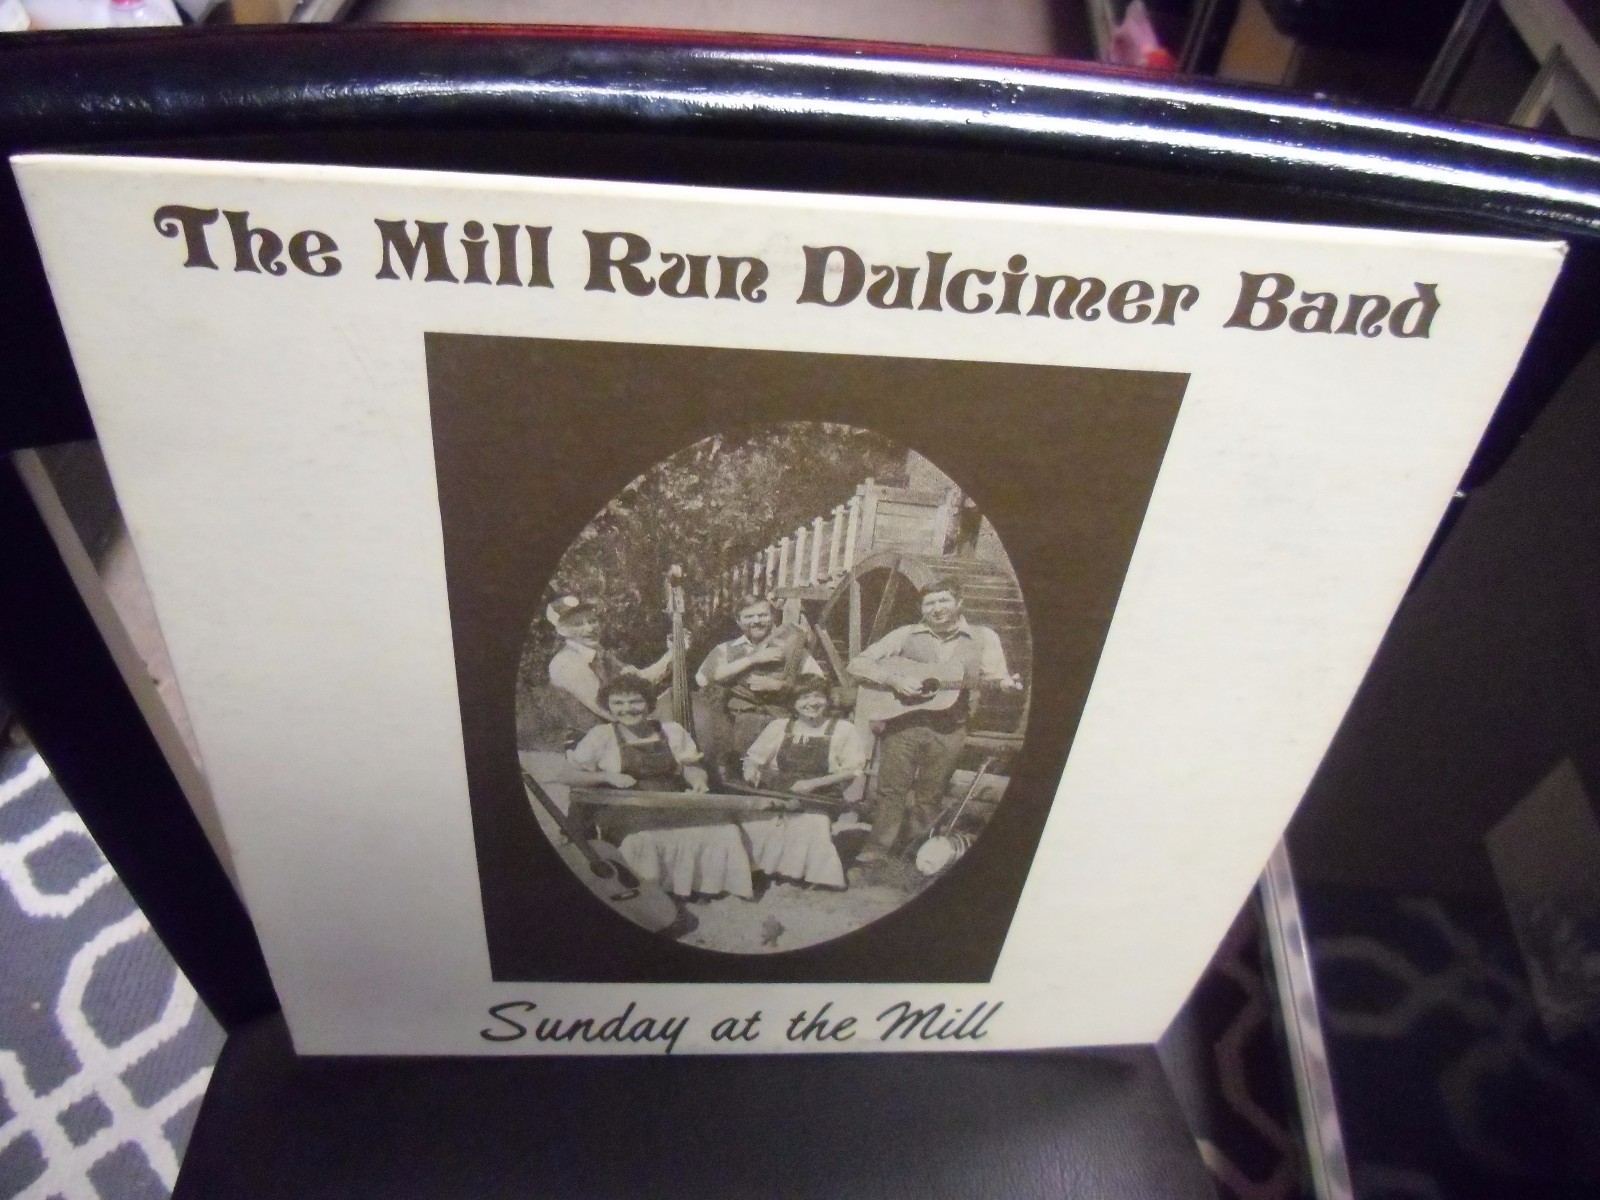 The Mill Run Dulcimer Band
Sunday at the Mill